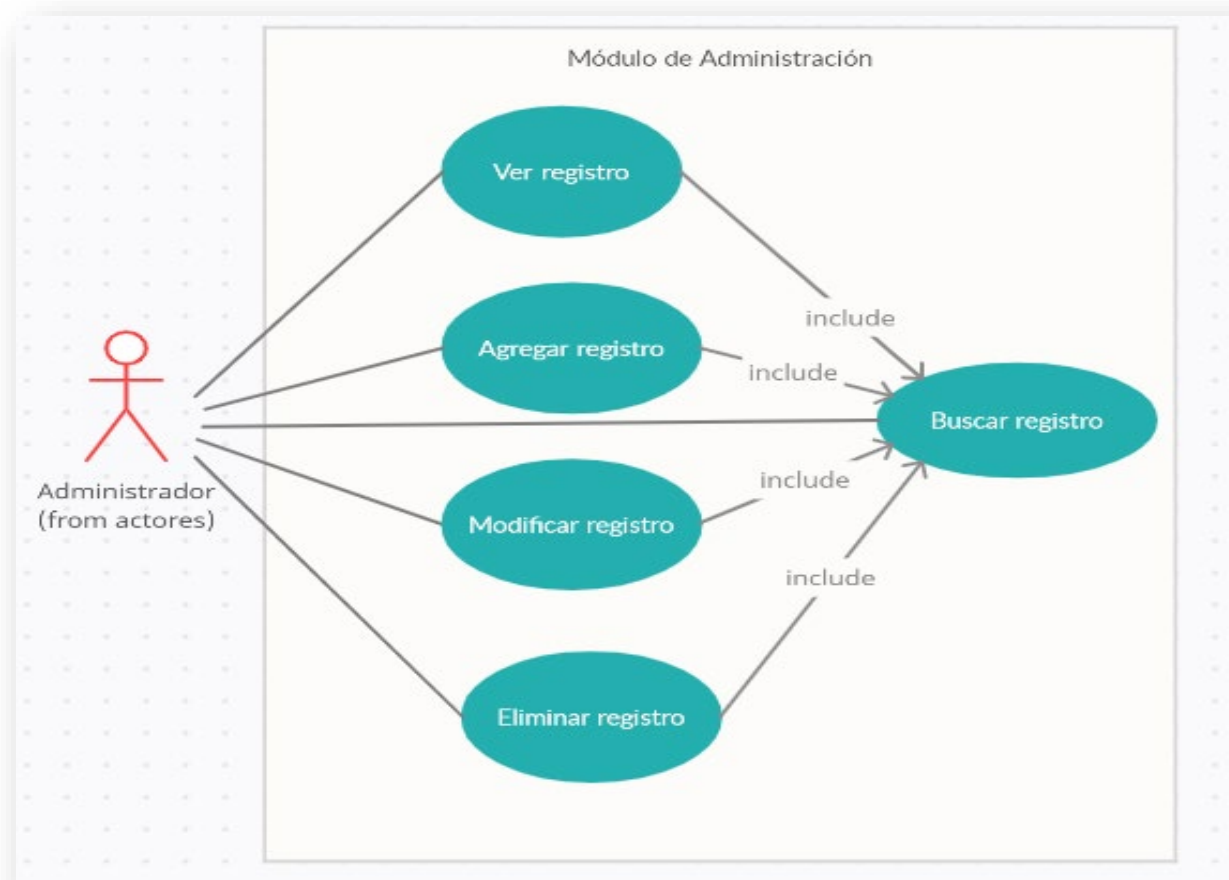 Módulo de Administración
Ver registro
include
Agregar registro
include
Buscar registro
include
Administrador
(from actores)
Modificar registro
include
Eliminar registro